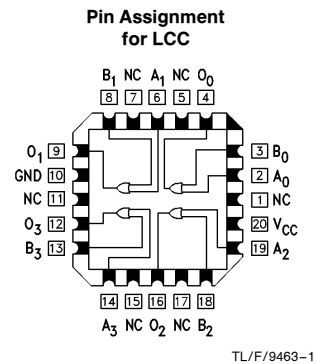 Pin Assignment
for LCC
B1 NC A1 NC O0
8 7 6 5 4
O1 9 3 B0
GND 10 2 A0
NC 11 1 NC
O3 12 20 VCC
B3 13 19 A2
14 15 16 17 18
A3 NC O2 NC B2
TL/F/9463-1